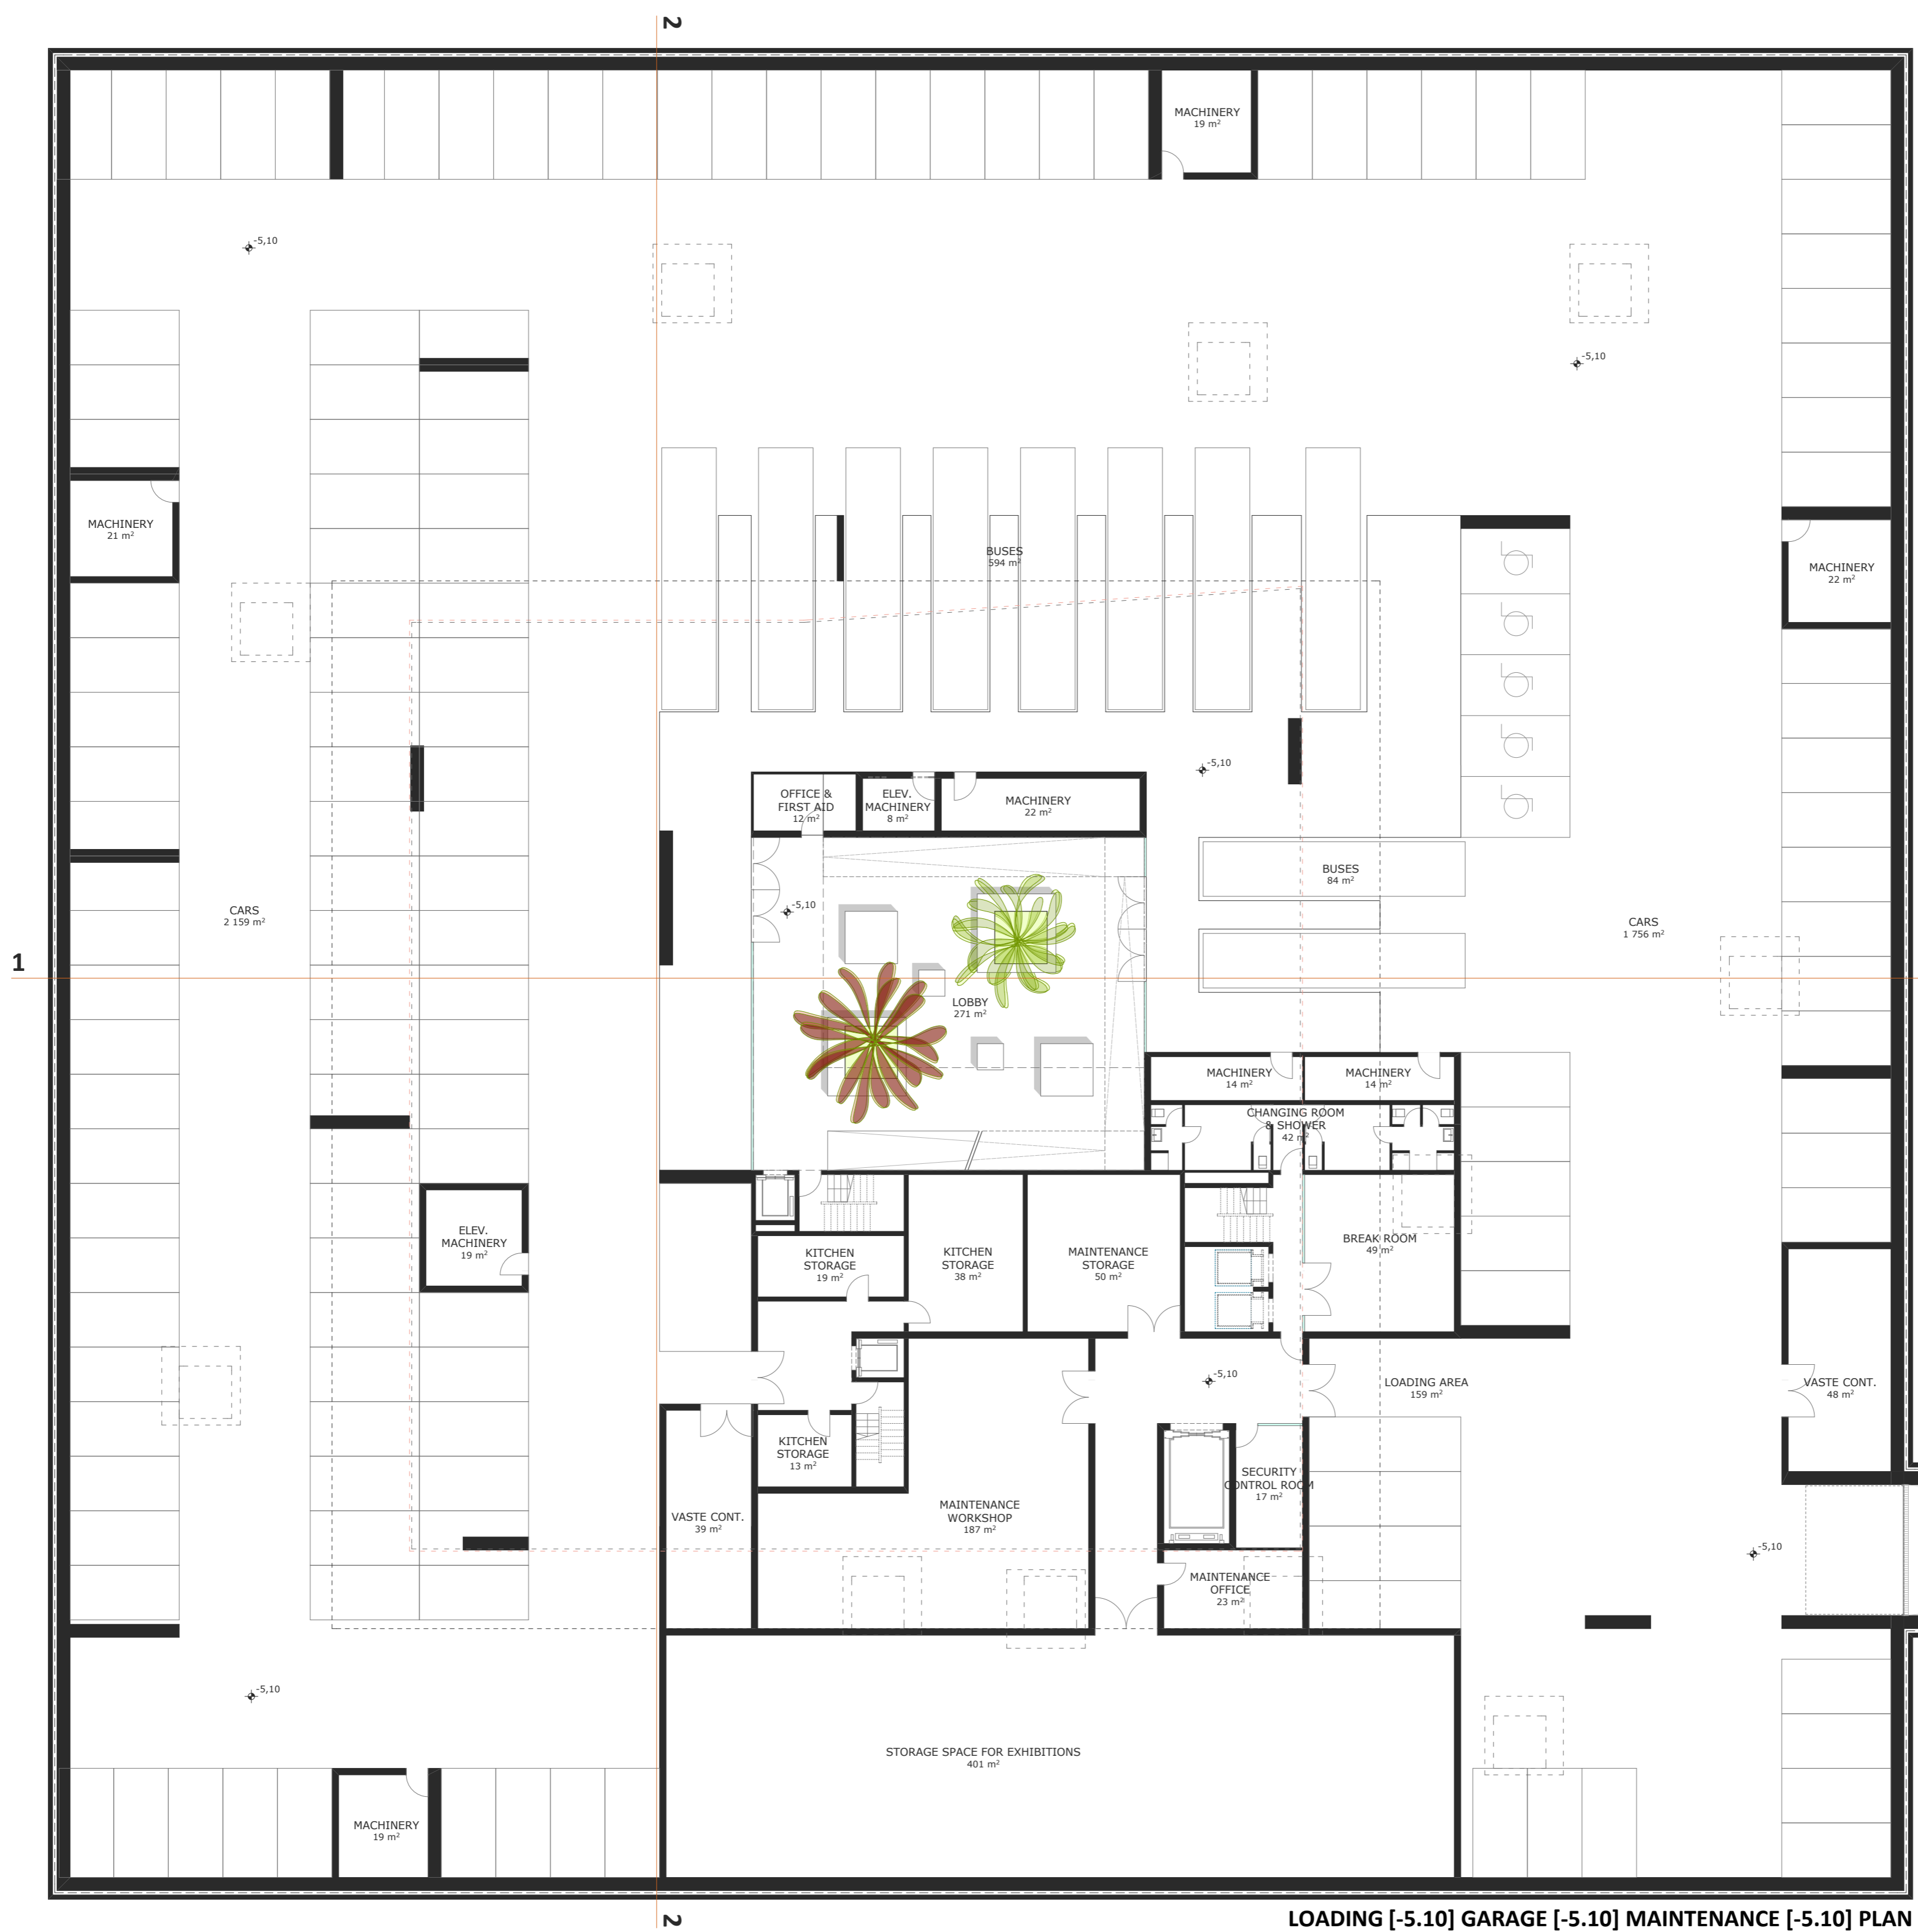 2
MACHINERY
19 m²
-5,10
-5,10
MACHINERY
21 m²
BUSES
594 m²
MACHINERY
22 m²
-5,10
OFFICE &
FIRST AID
12 m²
ELEV.
MACHINERY
8 m²
MACHINERY
22 m²
BUSES
84 m²
CARS
2 159 m²
-5,10
CARS
1 756 m²
1
LOBBY
271 m²
MACHINERY
14 m²
MACHINERY
14 m²
CHANGING ROOM
& SHOWER
42 m²
ELEV.
MACHINERY
19 m²
KITCHEN
STORAGE
19 m²
KITCHEN
STORAGE
38 m²
MAINTENANCE
STORAGE
50 m²
BREAK ROOM
49 m²
-5,10
LOADING AREA
159 m²
VASTE CONT.
48 m²
KITCHEN
STORAGE
13 m²
SECURITY
CONTROL ROOM
17 m²
VASTE CONT.
39 m²
MAINTENANCE
WORKSHOP
187 m²
-5,10
MAINTENANCE
OFFICE
23 m²
-5,10
STORAGE SPACE FOR EXHIBITIONS
401 m²
MACHINERY
19 m²
2
LOADING [-5.10] GARAGE [-5.10] MAINTENANCE [-5.10] PLAN